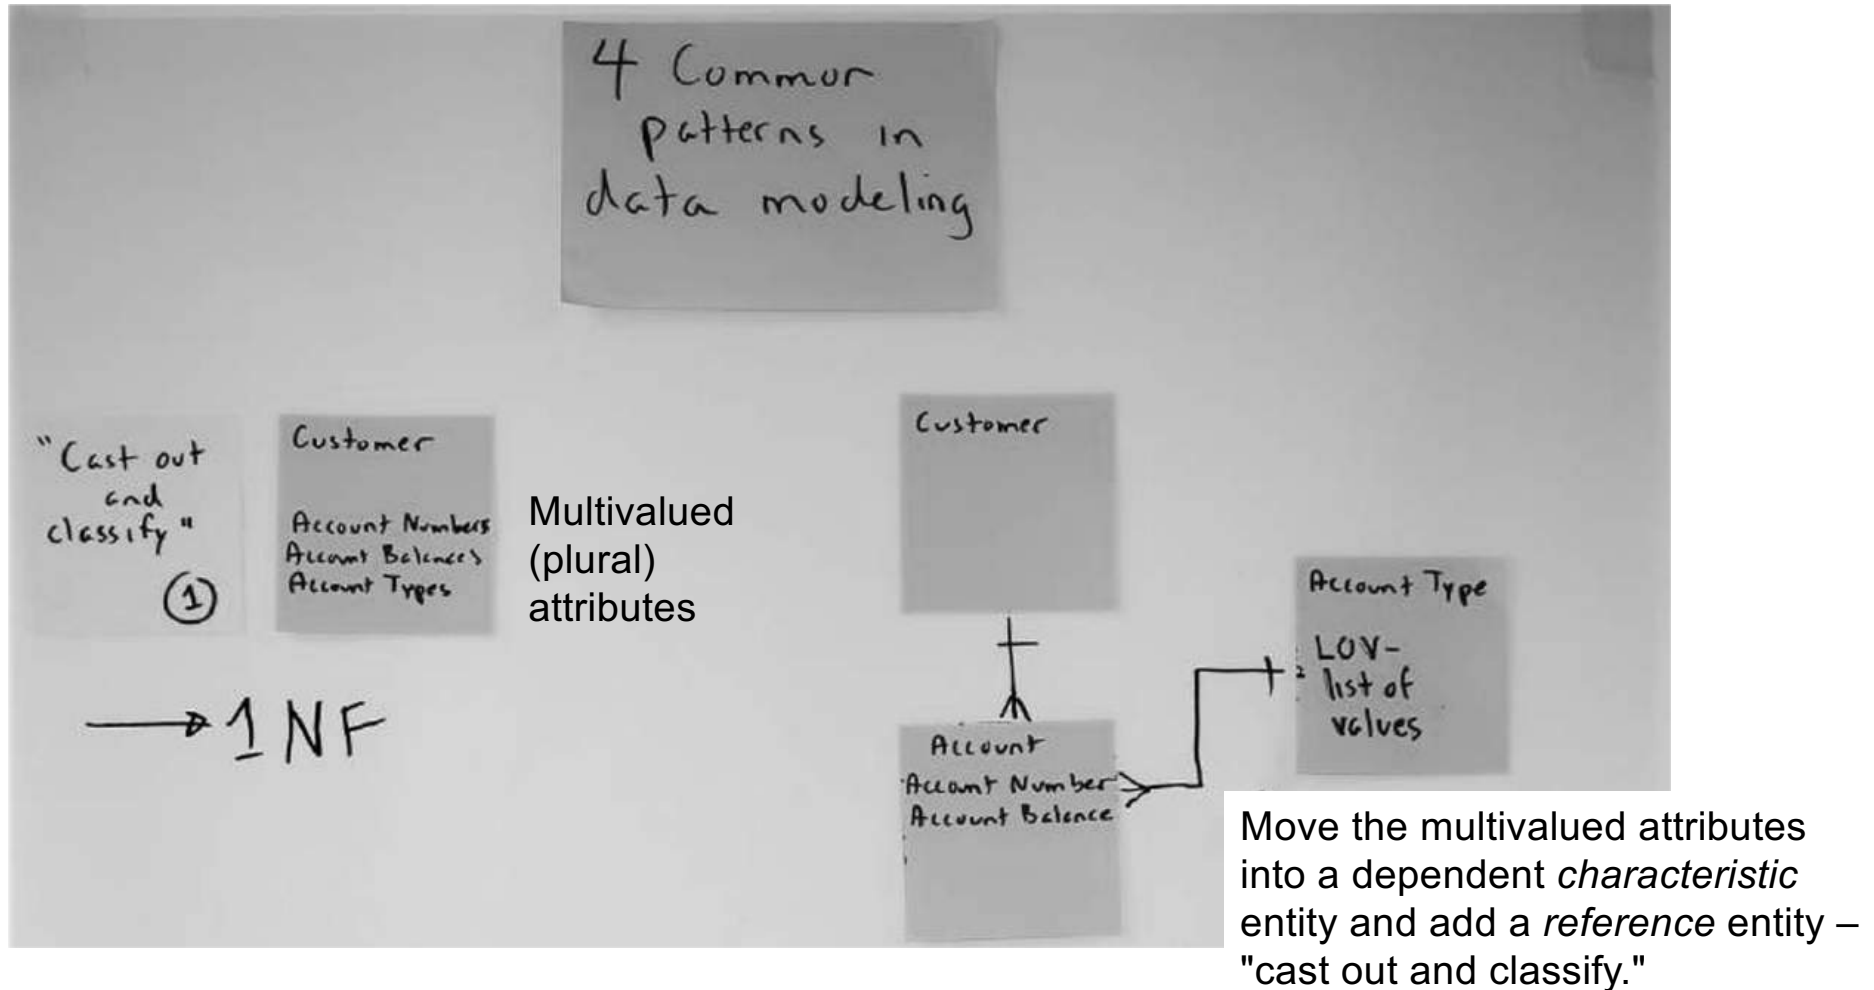 4 Common
patterns in
data modeling
"Cast out
and
classify"
1
Customer
Account Numbers
Account Balances
Account Types
Multivalued
(plural)
attributes
1NF
Customer
Account
Account Number
Account Balance
Account Type
LOV-
list of
values
Move the multivalued attributes
into a dependent characteristic
entity and add a reference entity –
"cast out and classify."